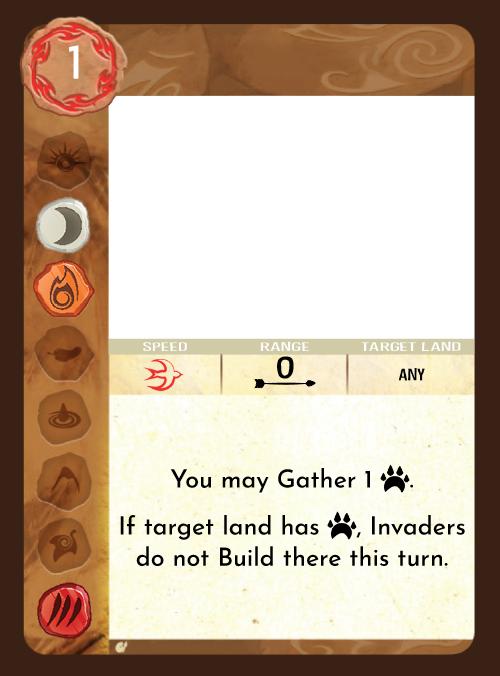 1
SPEED RANGE TARGET LAND
0 ANY
You may Gather 1 .
If target land has , Invaders
do not Build there this turn.